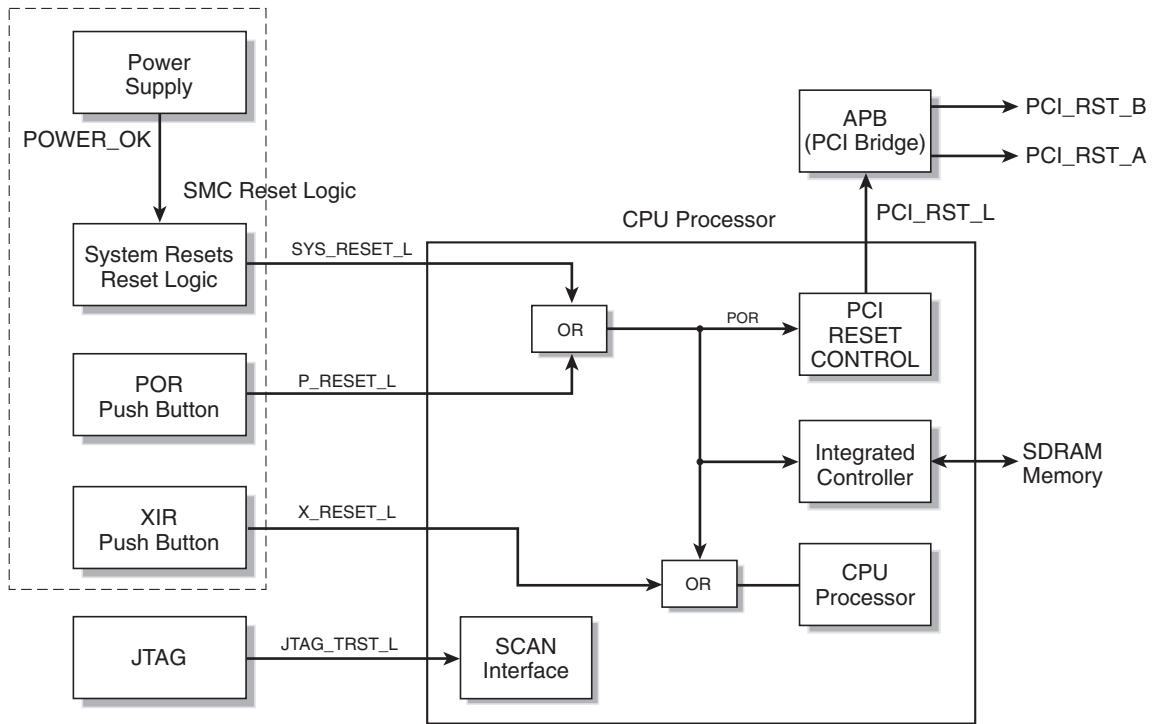 Power
Supply
POWER_OK
SMC Reset Logic
System Resets
Reset Logic
SYS_RESET_L
POR
Push Button
P_RESET_L
XIR
Push Button
X_RESET_L
JTAG
JTAG_TRST_L
CPU Processor
OR
POR
PCI
RESET
CONTROL
PCI_RST_L
APB
(PCI Bridge)
PCI_RST_B
PCI_RST_A
Integrated
Controller
SDRAM
Memory
OR
CPU
Processor
SCAN
Interface